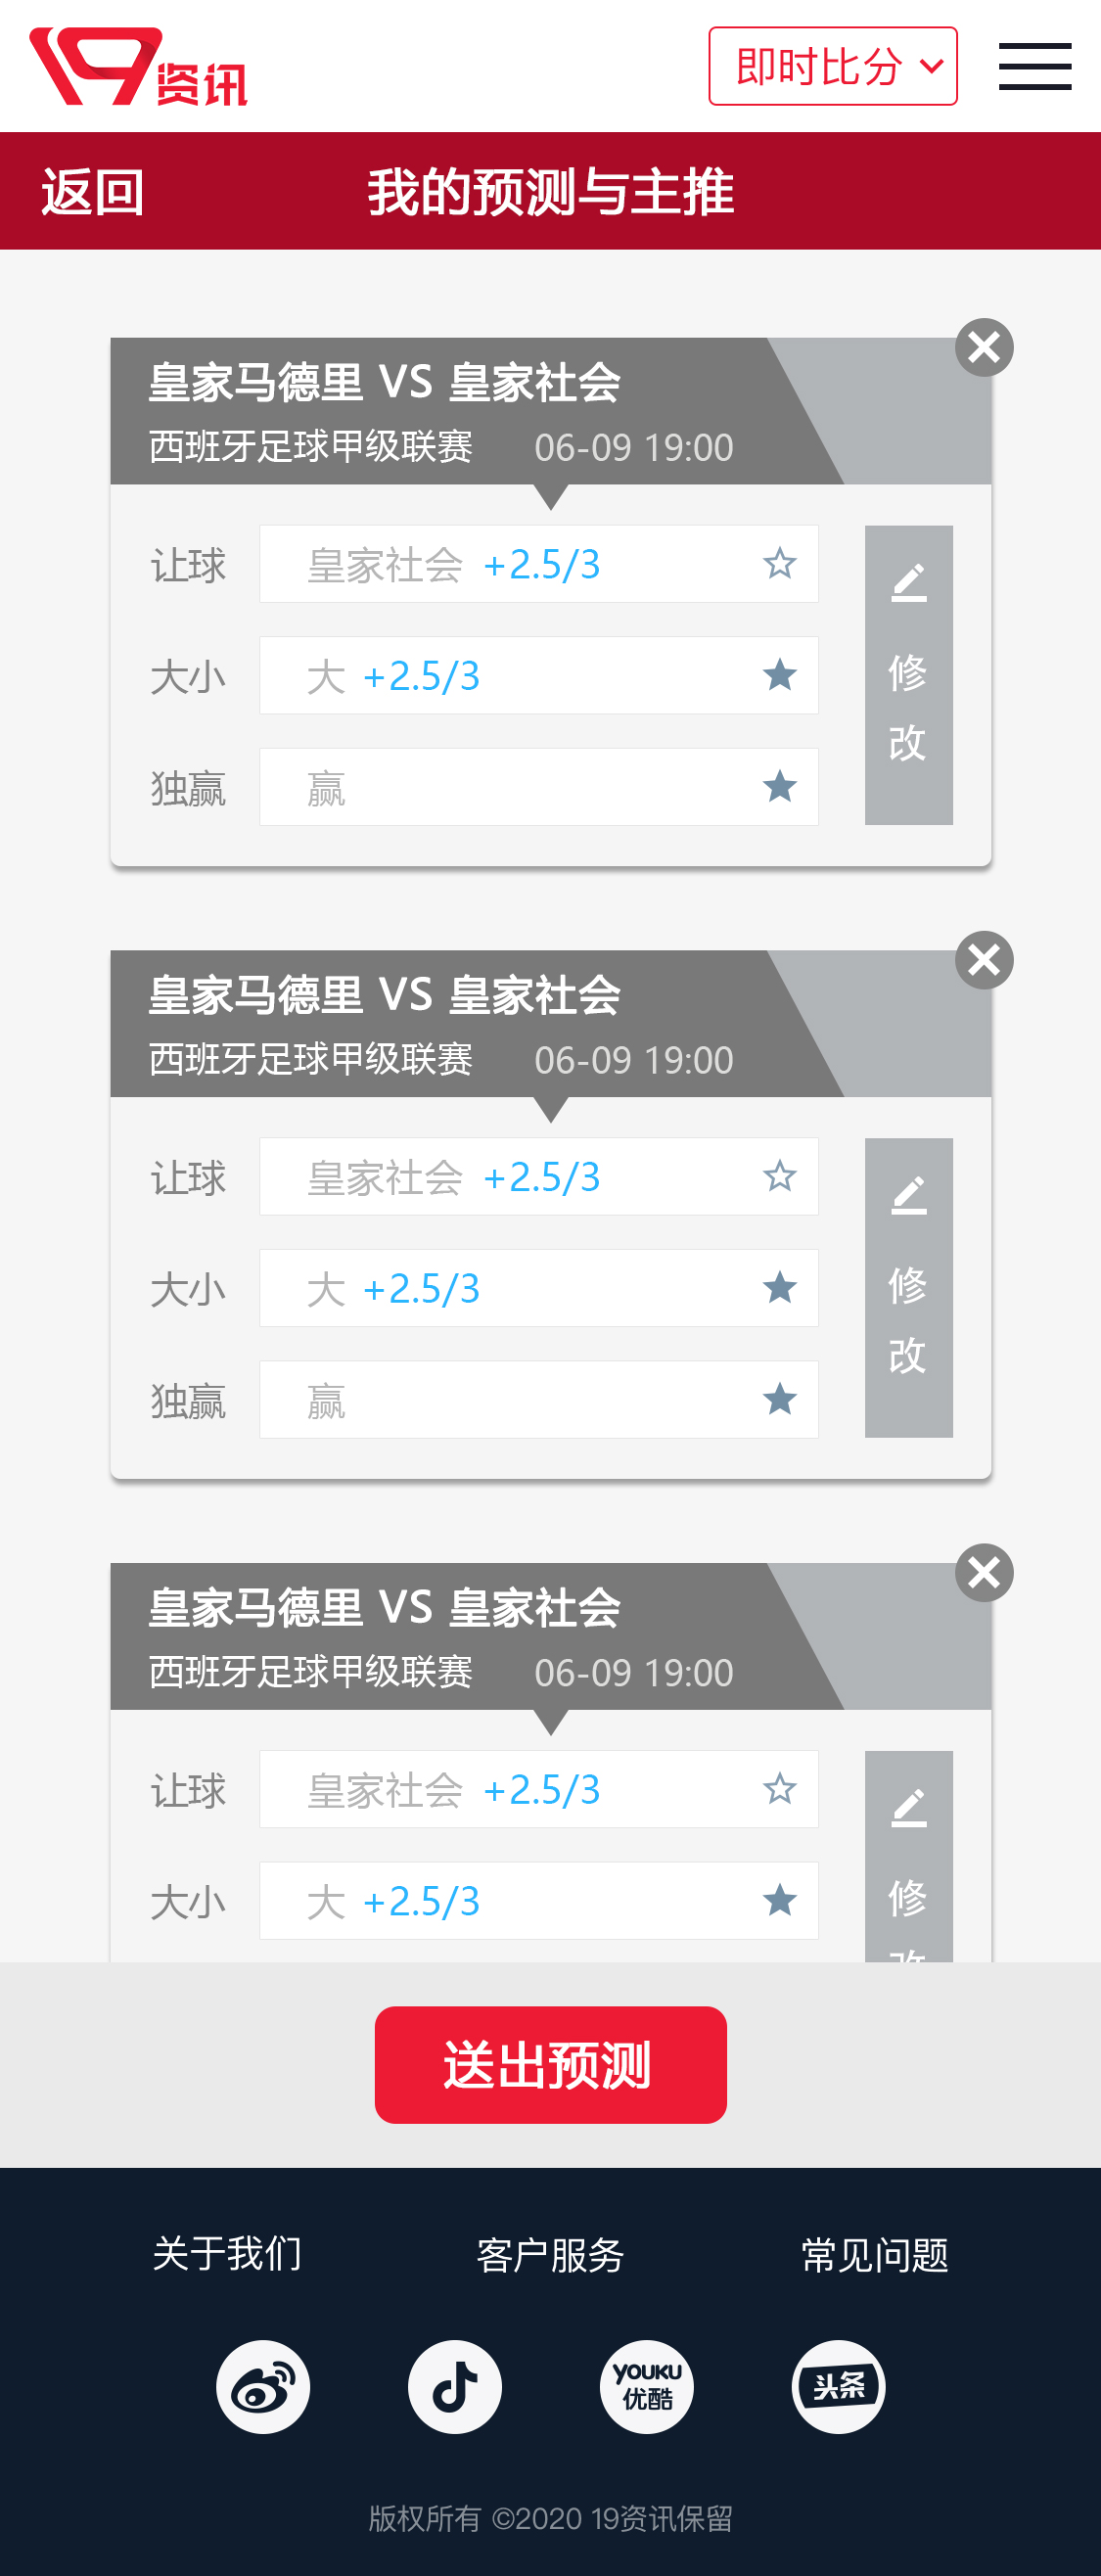 19资讯
即时比分
返回
我的预测与主推
皇家马德里 VS 皇家社会
西班牙足球甲级联赛 06-09 19:00
让球 皇家社会 +2.5/3
大小 大 +2.5/3
独赢 赢
修
改
皇家马德里 VS 皇家社会
西班牙足球甲级联赛 06-09 19:00
让球 皇家社会 +2.5/3
大小 大 +2.5/3
独赢 赢
修
改
皇家马德里 VS 皇家社会
西班牙足球甲级联赛 06-09 19:00
让球 皇家社会 +2.5/3
大小 大 +2.5/3
修
送出预测
关于我们 客户服务 常见问题
YOUKU
优酷
头条
版权所有 ©2020 19资讯保留